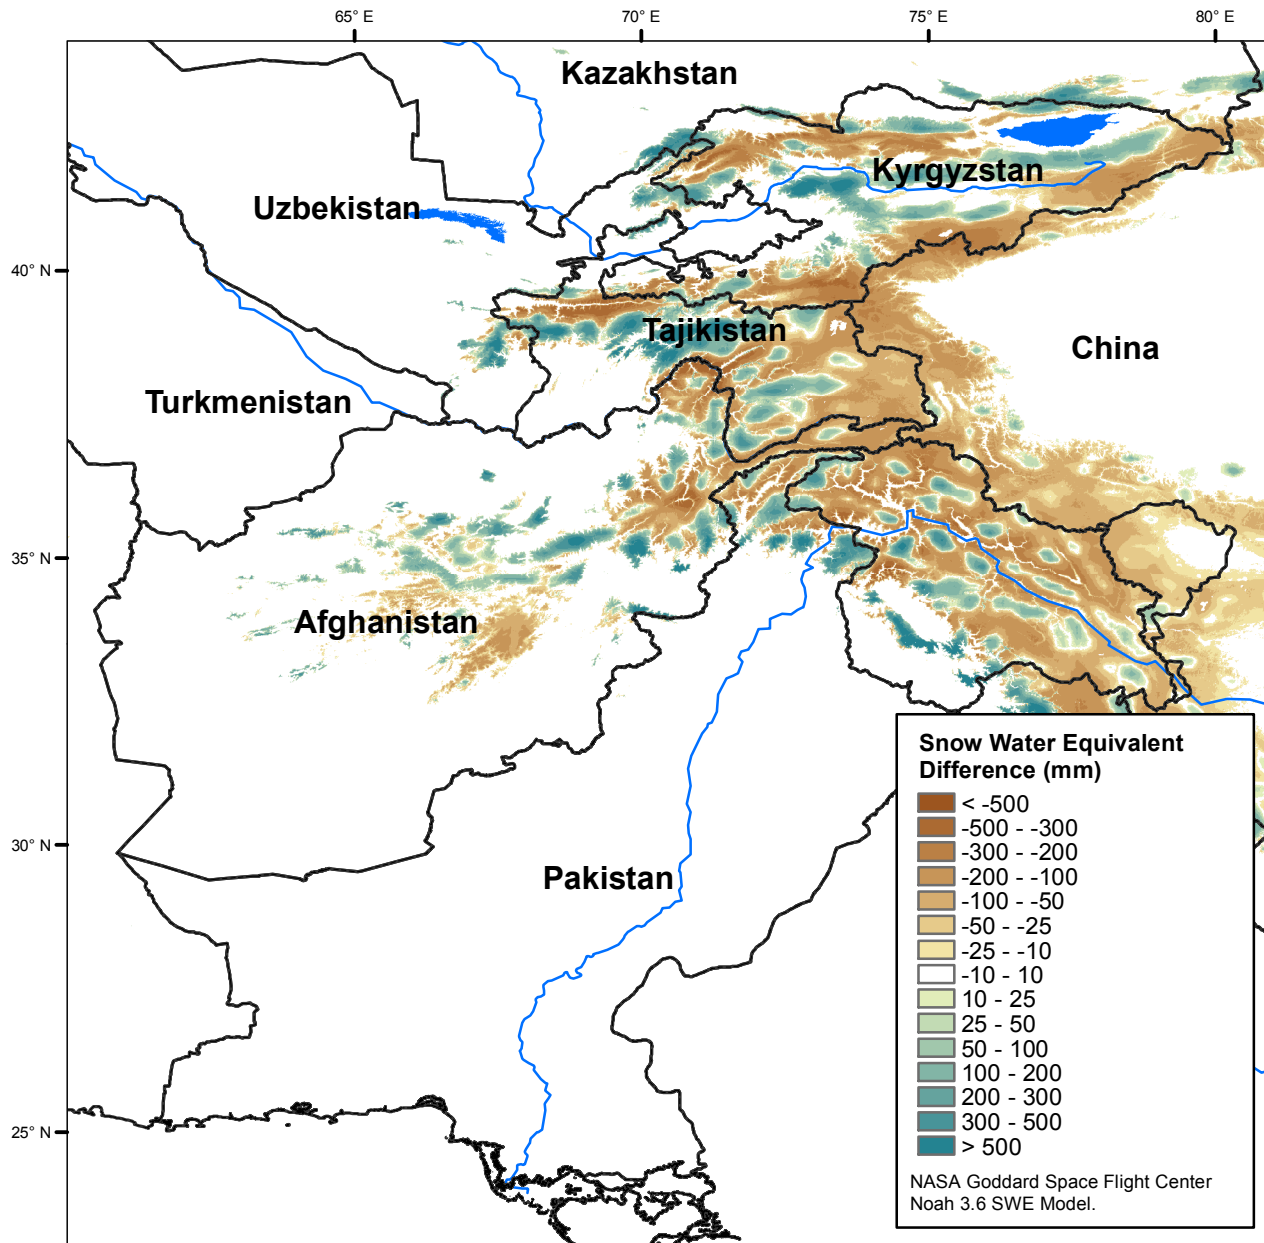 65° E
70° E
75° E
80° E
Kazakhstan
Kyrgyzstan
Uzbekistan
40° N
Tajikistan
China
Turkmenistan
35° N
Afghanistan
30° N
Pakistan
25° N
Snow Water Equivalent
Difference (mm)
< -500
-500 - -300
-300 - -200
-200 - -100
-100 - -50
-50 - -25
-25 - -10
-10 - 10
10 - 25
25 - 50
50 - 100
100 - 200
200 - 300
300 - 500
> 500
NASA Goddard Space Flight Center
Noah 3.6 SWE Model.